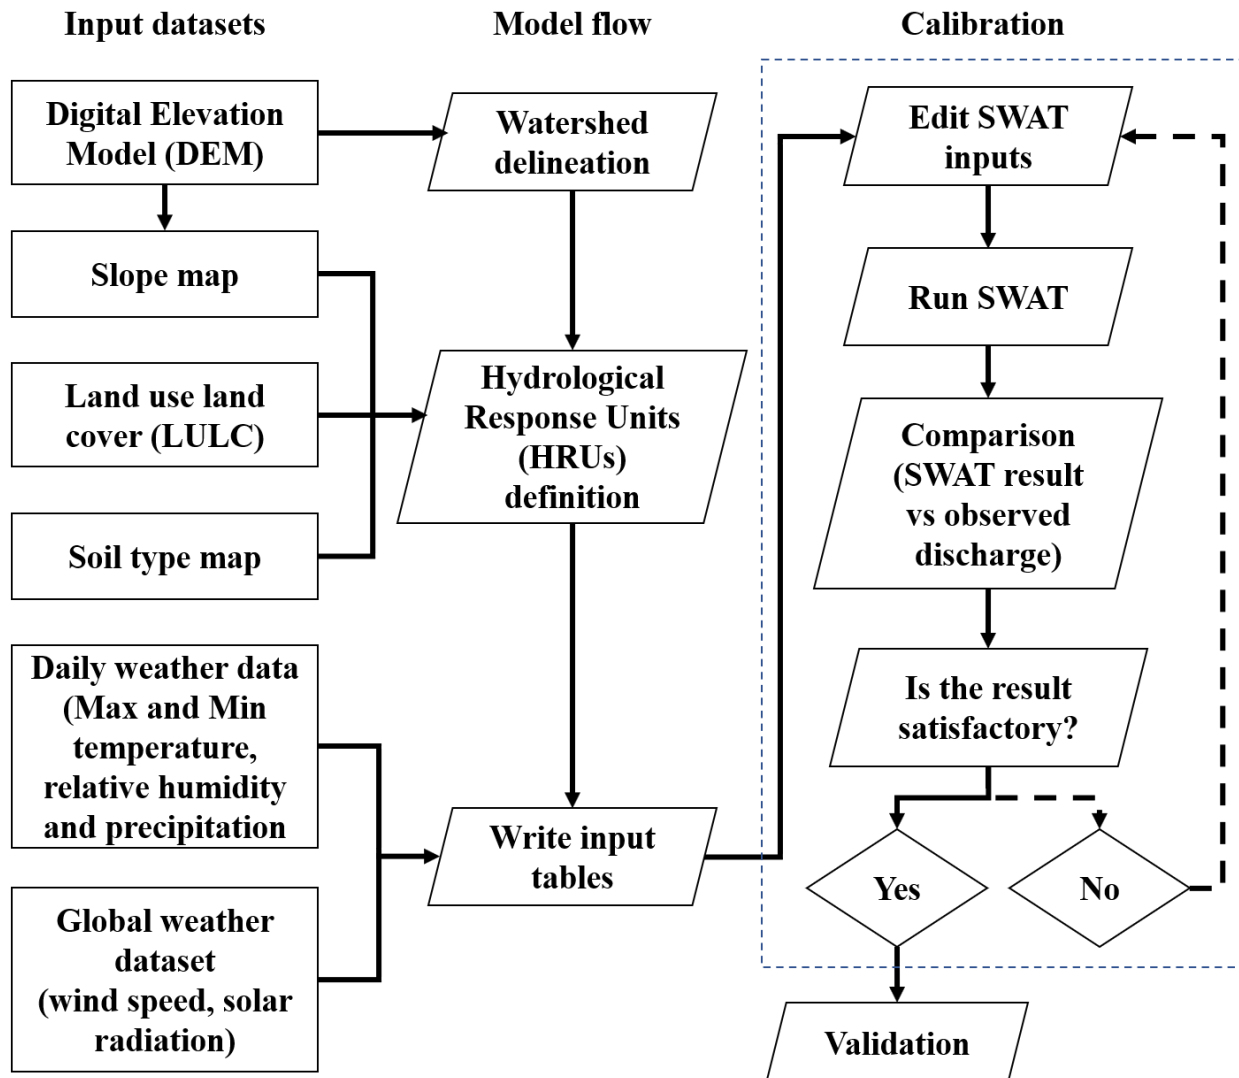 Input datasets
Model flow
Calibration
Digital Elevation
Model (DEM)
Slope map
Land use land
cover (LULC)
Soil type map
Daily weather data
(Max and Min
temperature,
relative humidity
and precipitation
Global weather
dataset
(wind speed, solar
radiation)
Watershed
delineation
Hydrological
Response Units
(HRUs)
definition
Write input
tables
Edit SWAT
inputs
Run SWAT
Comparison
(SWAT result
vs observed
discharge)
Is the result
satisfactory?
Yes
No
Validation